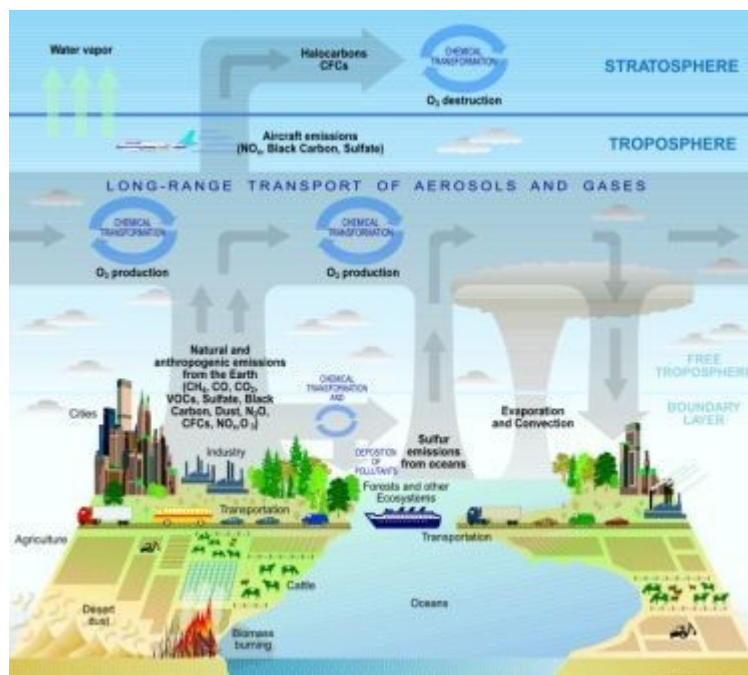 Water vapor
Halocarbons
CFCs
CHEMICAL
TRANSFORMATION
O₃ destruction
STRATOSPHERE
Aircraft emissions
(NOₓ, Black Carbon, Sulfate)
TROPOSPHERE
LONG-RANGE TRANSPORT OF AEROSOLS AND GASES
CHEMICAL
TRANSFORMATION
O₃ production
CHEMICAL
TRANSFORMATION
O₃ production
Natural and
anthropogenic emissions
from the Earth
(CH₄, CO, CO₂,
VOCs, Sulfate, Black
Carbon, Dust, N₂O,
CFCs, NOₓ,O₃)
CHEMICAL
TRANSFORMATION
AND
DEPOSITION
OF
POLLUTANTS
FREE
TROPOSPHERE
BOUNDARY
LAYER
Cities
Industry
Sulfur
emissions
from oceans
Evaporation
and Convection
Forests and other
Ecosystems
Transportation
Transportation
Agriculture
Cattle
Oceans
Desert
dust
Biomass
burning